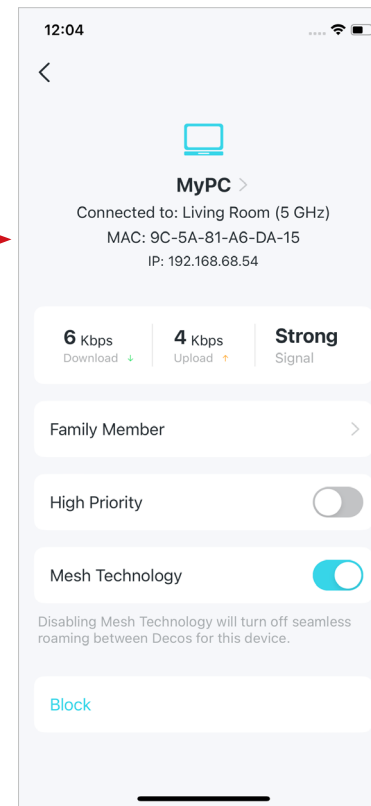 12:04
MyPC
Connected to: Living Room (5 GHz)
MAC: 9C-5A-81-A6-DA-15
IP: 192.168.68.54
6 Kbps 4 Kbps Strong
Download ↓ Upload ↑ Signal
Family Member
High Priority
Mesh Technology
Disabling Mesh Technology will turn off seamless
roaming between Decos for this device.
Block